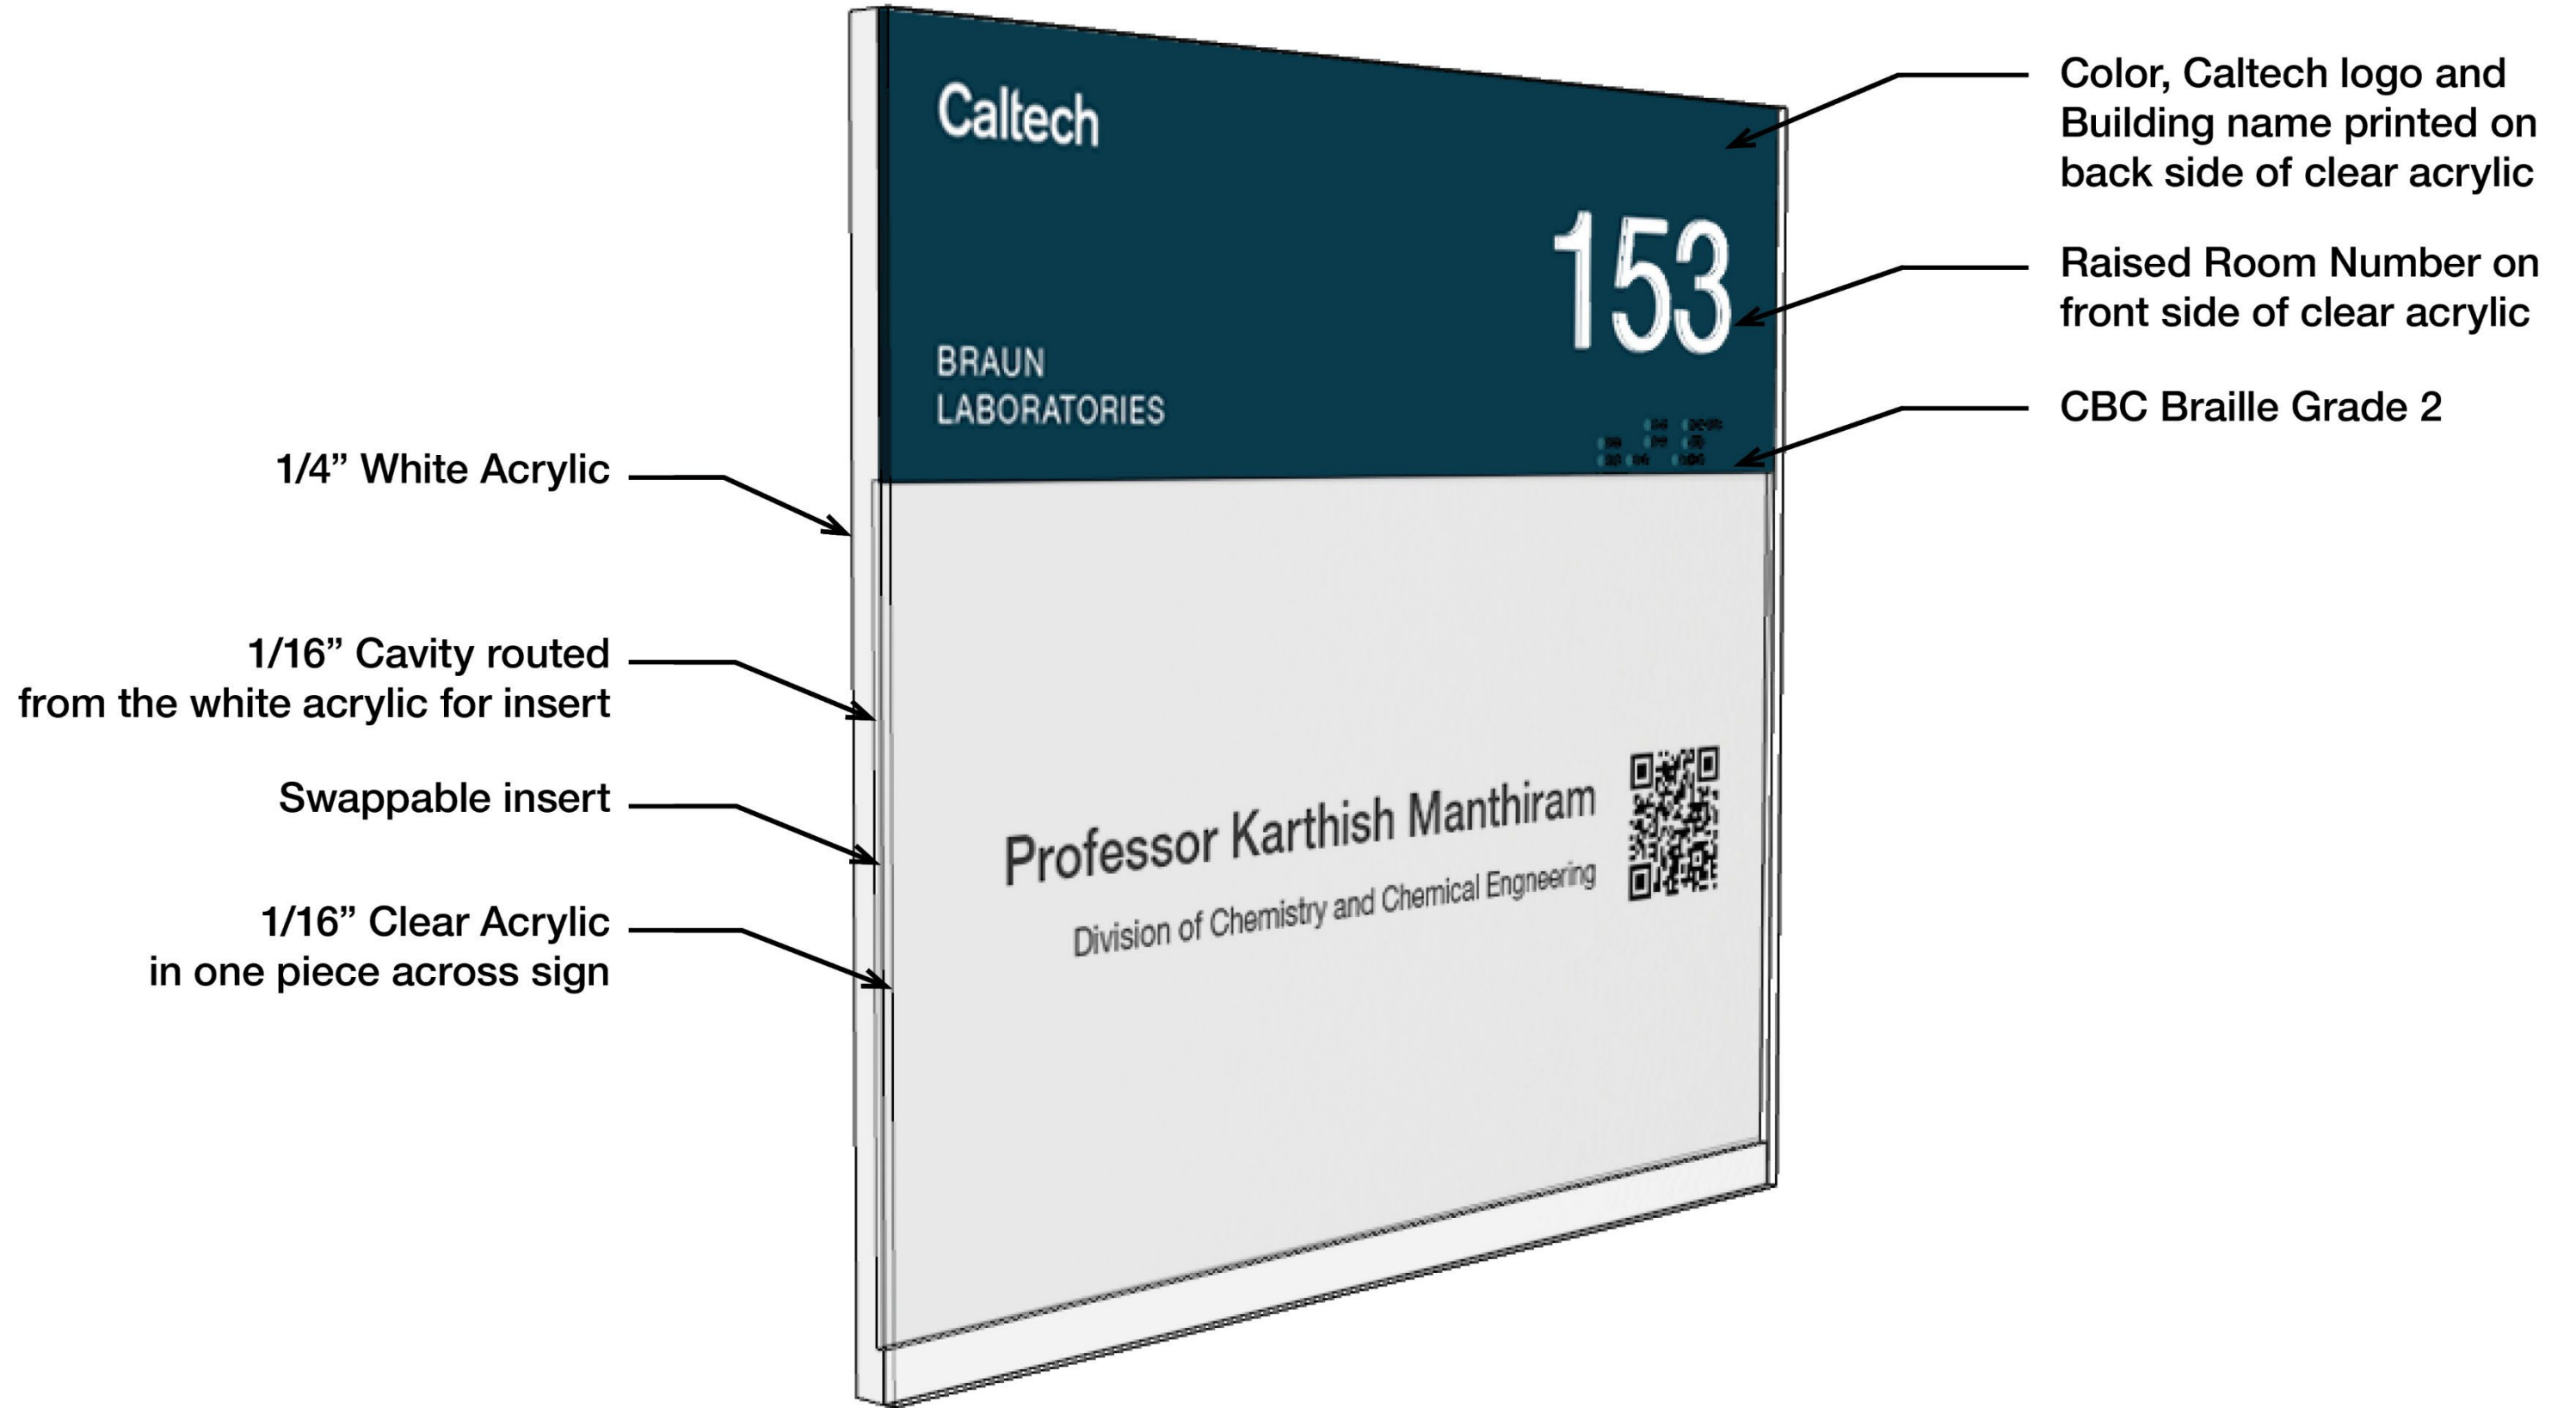 Caltech
153
BRAUN
LABORATORIES
Professor Karthish Manthiram
Division of Chemistry and Chemical Engneering
1/4” White Acrylic
1/16” Cavity routed
from the white acrylic for insert
Swappable insert
1/16” Clear Acrylic
in one piece across sign
Color, Caltech logo and
Building name printed on
back side of clear acrylic
Raised Room Number on
front side of clear acrylic
CBC Braille Grade 2